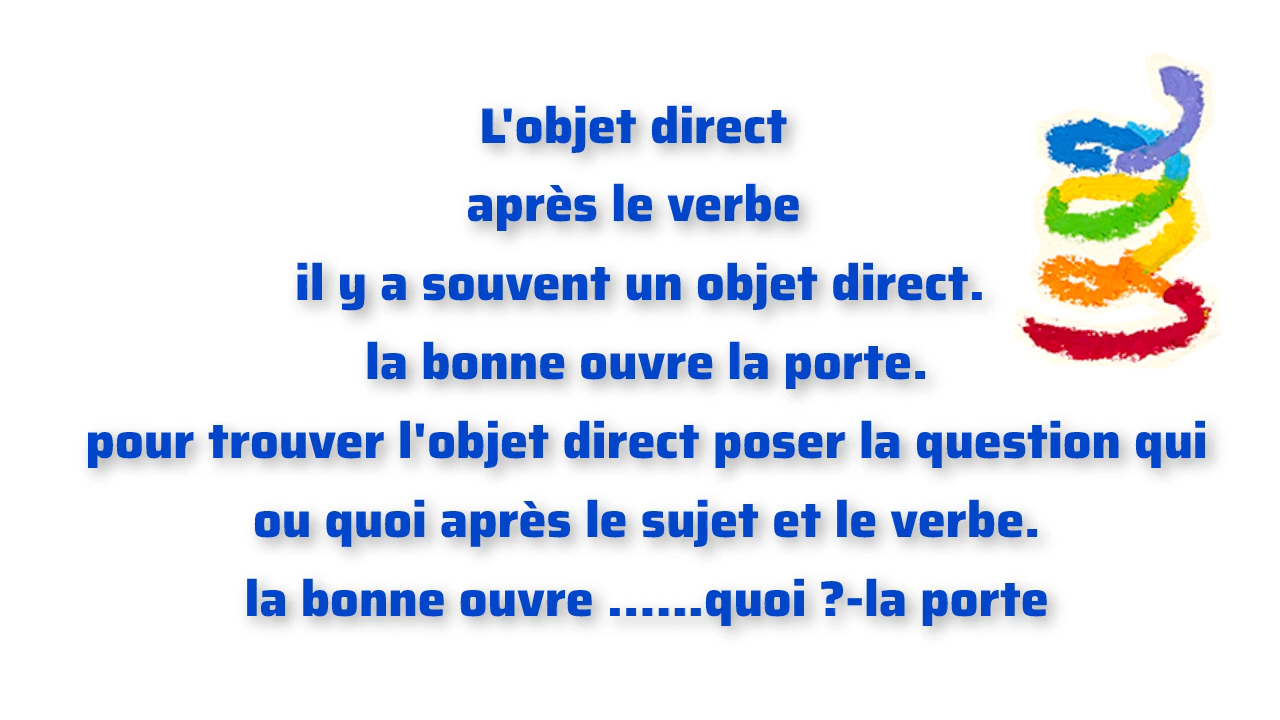 L'objet direct
après le verbe
il y a souvent un objet direct.
la bonne ouvre la porte.
pour trouver l'objet direct poser la question qui
ou quoi après le sujet et le verbe.
la bonne ouvre ......quoi ?-la porte